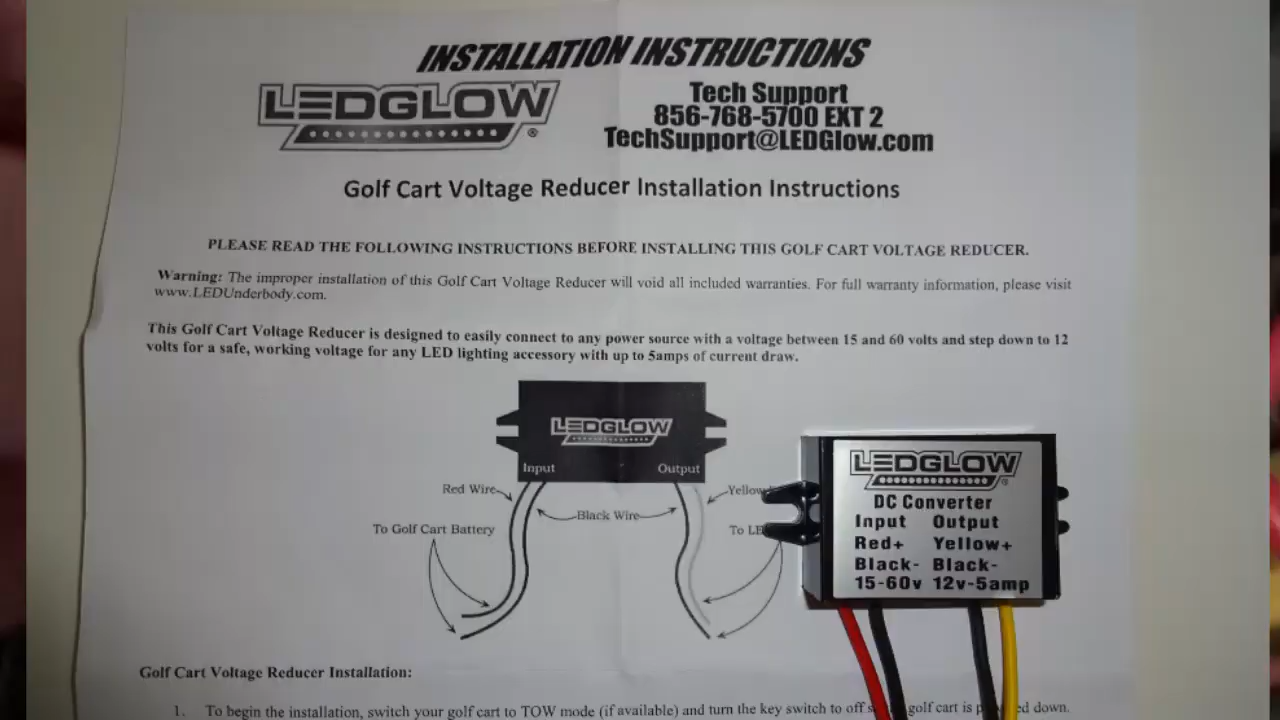 INSTALLATION INSTRUCTIONS
LEDGLOW®
Tech Support
856-768-5700 EXT 2
TechSupport@LEDGlow.com
Golf Cart Voltage Reducer Installation Instructions
PLEASE READ THE FOLLOWING INSTRUCTIONS BEFORE INSTALLING THIS GOLF CART VOLTAGE REDUCER.
Warning: The improper installation of this Golf Cart Voltage Reducer will void all included warranties. For full warranty information, please visit
www.LEDUnderbody.com.
This Golf Cart Voltage Reducer is designed to easily connect to any power source with a voltage between 15 and 60 volts and step down to 12
volts for a safe, working voltage for any LED lighting accessory with up to 5amps of current draw.
LEDGLOW
Input Output
Red Wire
Yellow
Black Wire
To Golf Cart Battery
To
LEDGLOW®
DC Converter
Input Output
Red+ Yellow+
Black- Black-
15-60v 12v-5amp
Golf Cart Voltage Reducer Installation:
1. To begin the installation, switch your golf cart to TOW mode (if available) and turn the key switch to off golf cart is down.